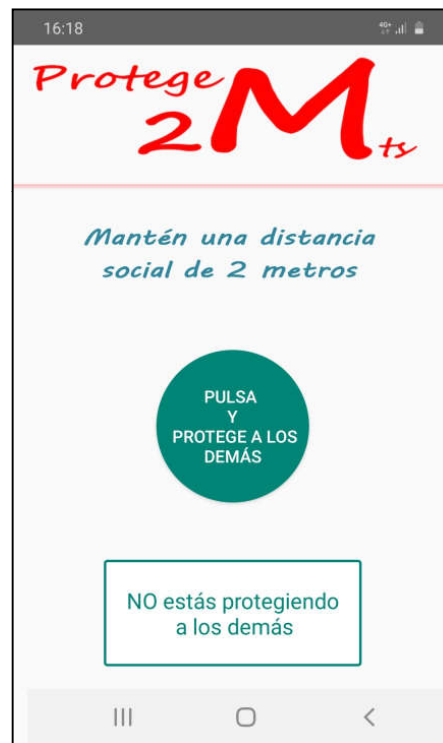 16:18
4G+
Protege
2M
ts
Mantén una distancia
social de 2 metros
PULSA
Y
PROTEGE A LOS
DEMÁS
NO estás protegiendo
a los demás